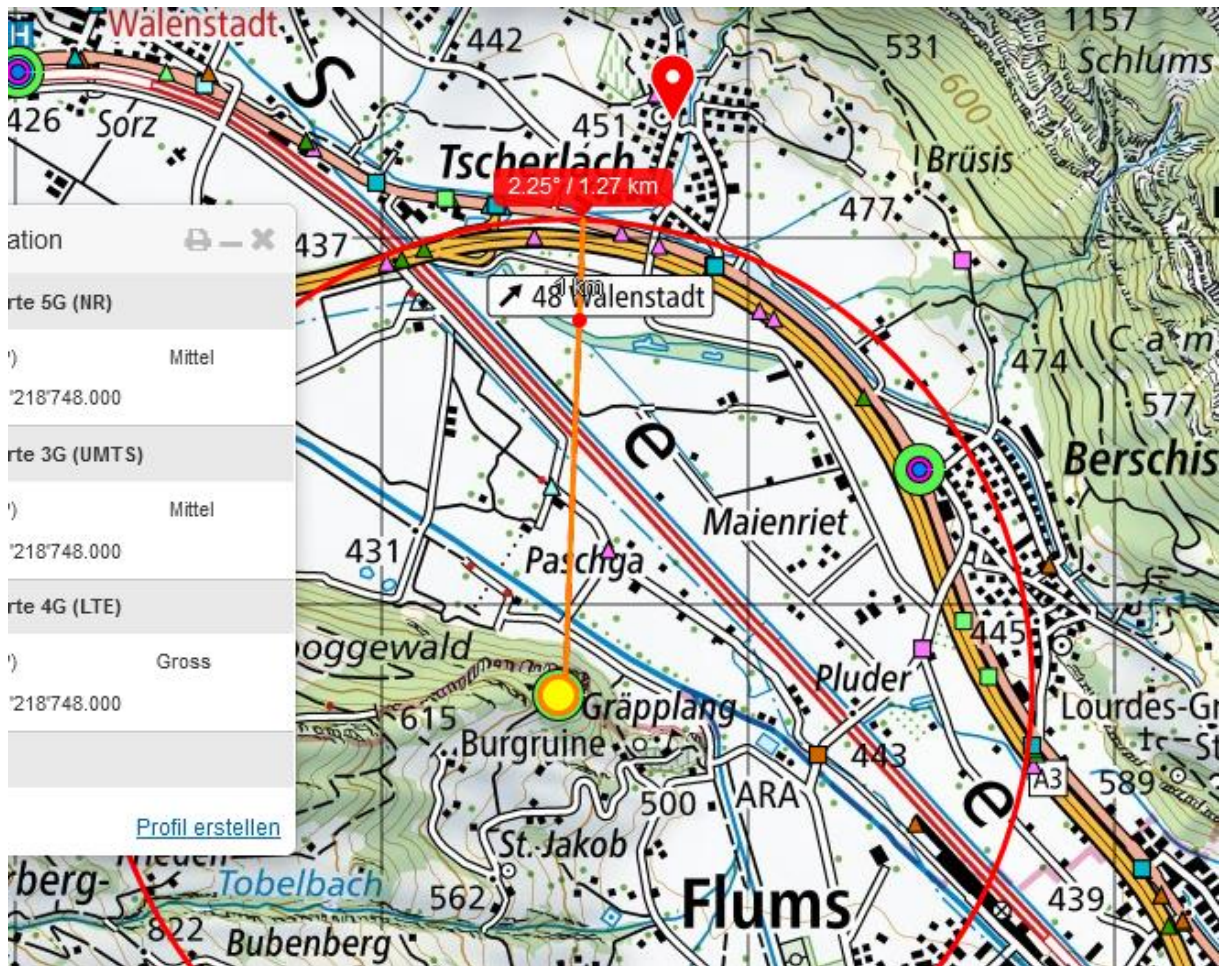 H
Walenstadt
426
Sorz
S
442
451
Tscherlach
2.25° / 1.27 km
531
1157
Schlums
600
Brüsis
477
437
1 km
48 Walenstadt
474
577
Berschis
e
Maienriet
431
Paschga
ation
rte 5G (NR)
Mittel
'218'748.000
rte 3G (UMTS)
Mittel
'218'748.000
rte 4G (LTE)
Gross
'218'748.000
Profil erstellen
oggewald
615
Gräpplang
Burgruine
500
ARA
St. Jakob
562
445
Pluder
443
e
Lourdes-Gr
St
A3
589
439
Flums
rberg-
Tobelbach
822
Bubenberg